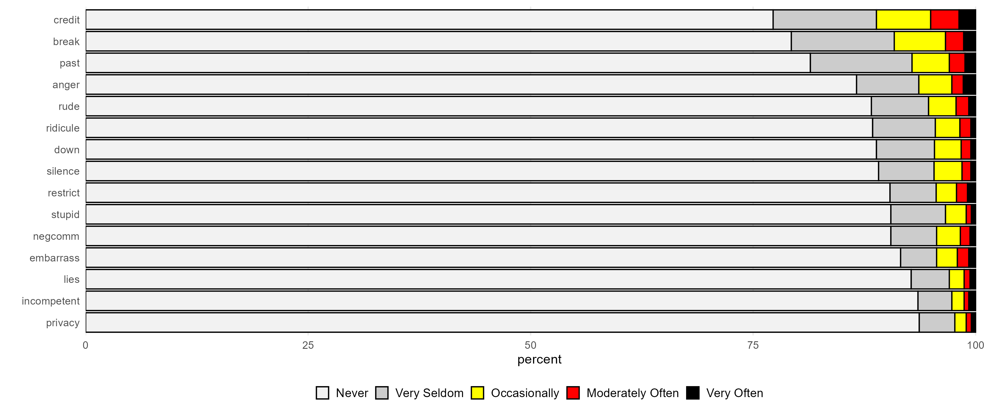 credit
break
past
anger
rude
ridicule
down
silence
restrict
stupid
negcomm
embarrass
lies
incompetent
privacy
0 25 50 75 100
percent
Never Very Seldom Occasionally Moderately Often Very Often